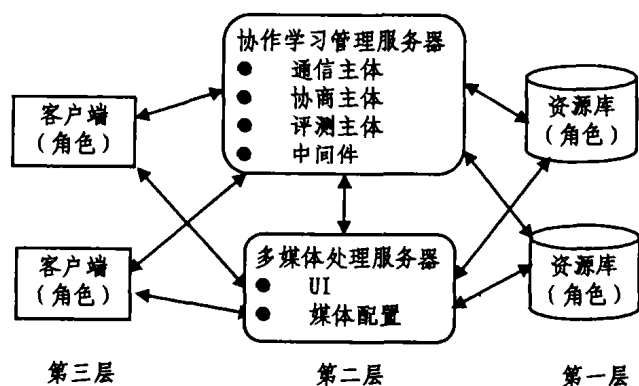 协作学习管理服务器
● 通信主体
● 协商主体
● 评测主体
● 中间件
客户端
（角色）
资源库
（角色）
客户端
（角色）
多媒体处理服务器
● UI
● 媒体配置
资源库
（角色）
第三层 第二层 第一层